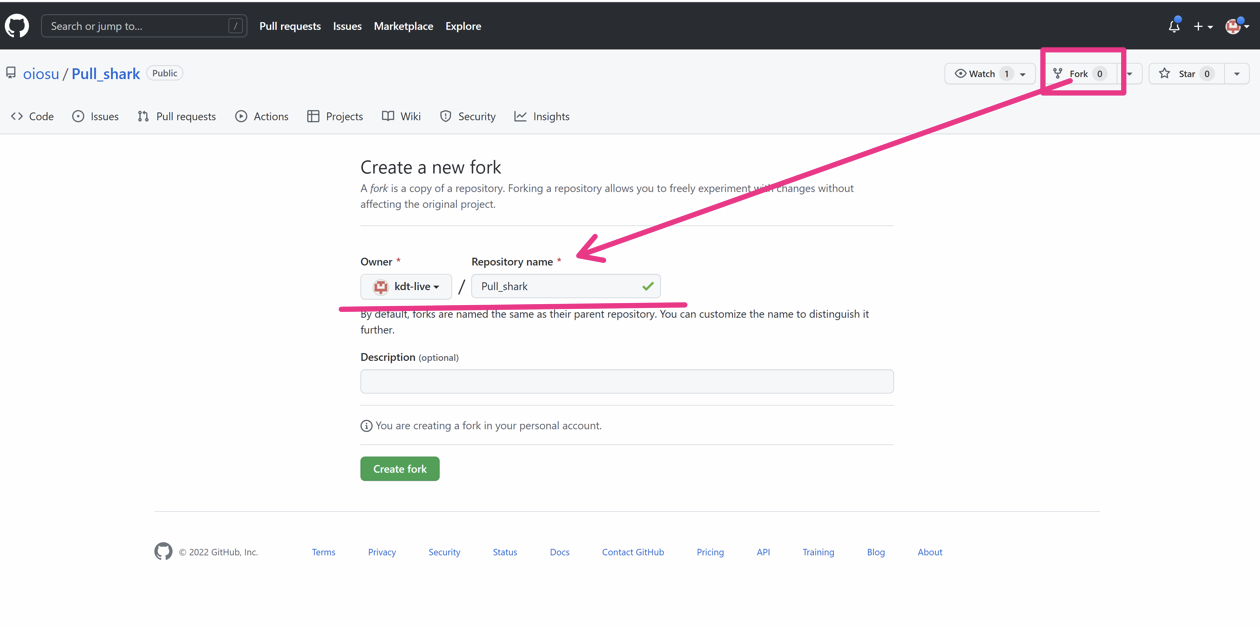 Search or jump to... / Pull requests Issues Marketplace Explore
oiosu / Pull_shark Public Watch 1 Fork 0 Star 0
Code Issues Pull requests Actions Projects Wiki Security Insights
Create a new fork
A fork is a copy of a repository. Forking a repository allows you to freely experiment with changes without
affecting the original project.
Owner * Repository name *
kdt-live / Pull_shark
By default, forks are named the same as their parent repository. You can customize the name to distinguish it
further.
Description (optional)
You are creating a fork in your personal account.
Create fork
© 2022 GitHub, Inc. Terms Privacy Security Status Docs Contact GitHub Pricing API Training Blog About